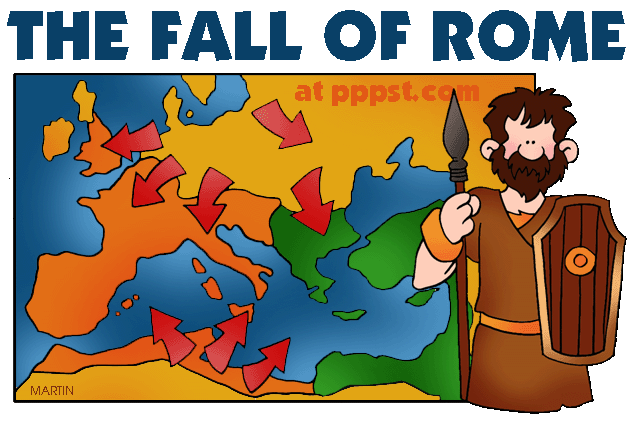 THE FALL OF ROME
at pppst.com
MARTIN